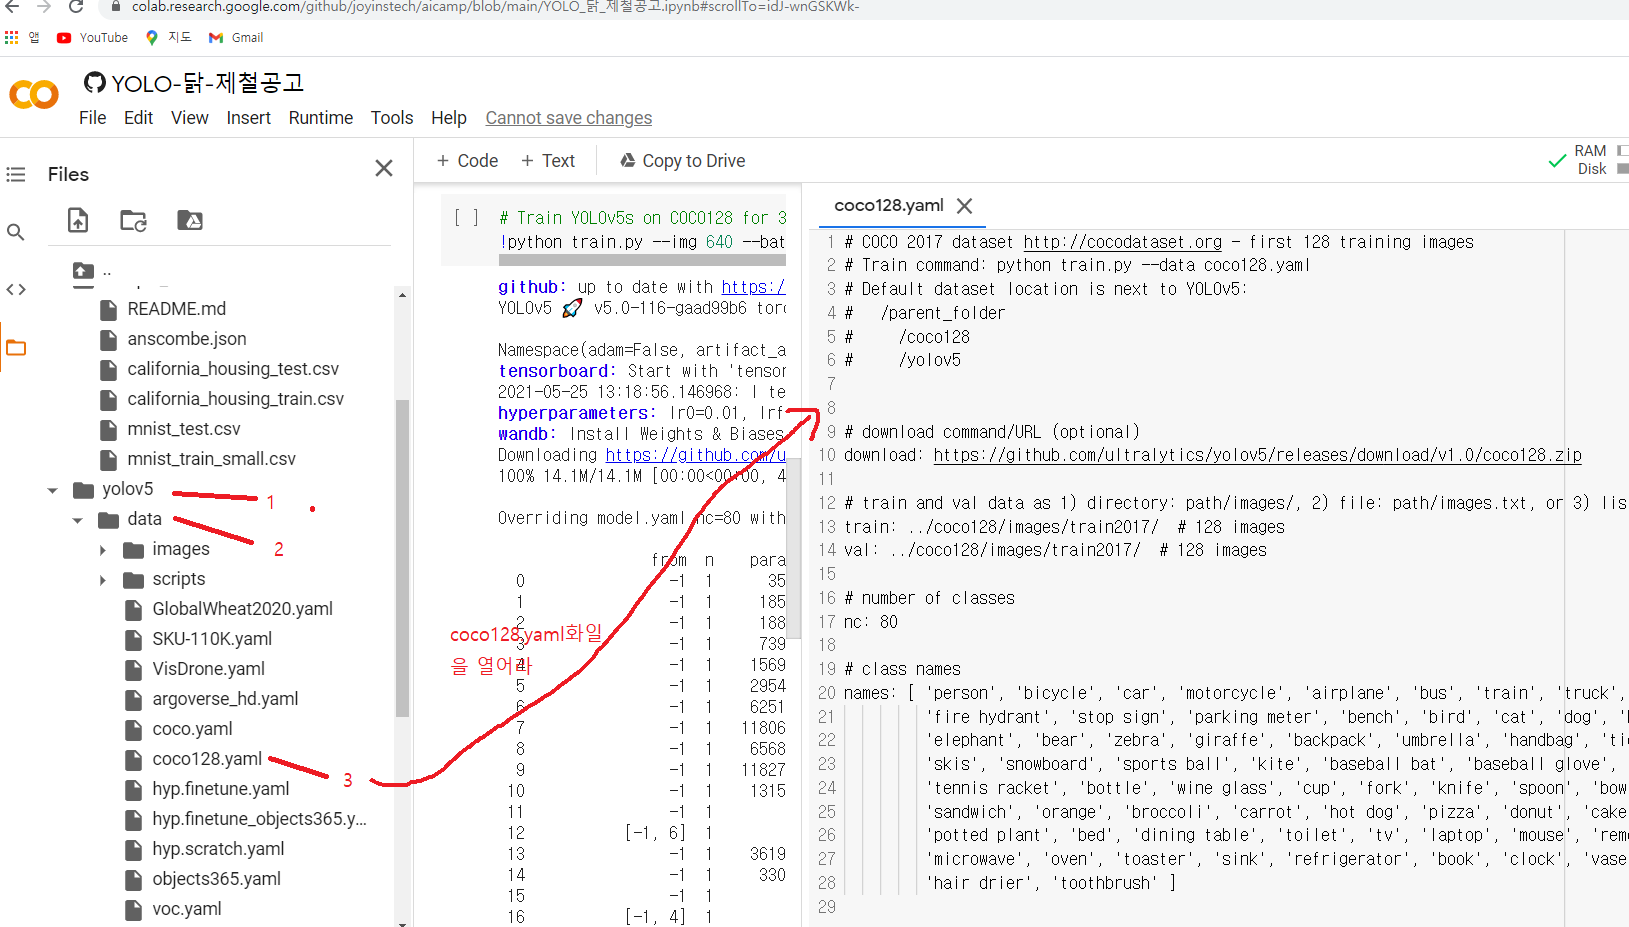 colab.research.google.com/github/joyinstech/aicamp/blob/main/YOLO_닭_제철공고.ipynb#scrollTo=idJ-wnGSKWk-
앱 YouTube 지도 Gmail
YOLO-닭-제철공고
File Edit View Insert Runtime Tools Help Cannot save changes
Files
+ Code + Text Copy to Drive
RAM
Disk
..
README.md
anscombe.json
california_housing_test.csv
california_housing_train.csv
mnist_test.csv
mnist_train_small.csv
yolov5
1
data
2
images
scripts
GlobalWheat2020.yaml
SKU-110K.yaml
VisDrone.yaml
argoverse_hd.yaml
coco.yaml
coco128.yaml
3
hyp.finetune.yaml
hyp.finetune_objects365.y...
hyp.scratch.yaml
objects365.yaml
voc.yaml
[ ] # Train YOLOv5s on COCO128 for 3
!python train.py --img 640 --bat
github: up to date with https:/
YOLOv5 🚀 v5.0-116-gaad99b6 torc
Namespace(adam=False, artifact_a
tensorboard: Start with 'tensor
2021-05-25 13:18:56.146968: I te
hyperparameters: lr0=0.01, lrf
wandb: Install Weights & Biases
Downloading https://github.com/u
100% 14.1M/14.1M [00:00<00:00, 4
Overriding model.yaml nc=80 with
from n para
0 -1 1 35
1 -1 1 185
2 -1 1 188
3 -1 1 739
4 -1 1 1569
5 -1 1 2954
6 -1 1 6251
7 -1 1 11806
8 -1 1 6568
9 -1 1 11827
10 -1 1 1315
11 -1 1
12 [-1, 6] 1
13 -1 1 3619
14 -1 1 330
15 -1 1
16 [-1, 4] 1
coco128.yaml화일
을 열어라
coco128.yaml
1 # COCO 2017 dataset http://cocodataset.org - first 128 training images
2 # Train command: python train.py --data coco128.yaml
3 # Default dataset location is next to YOLOv5:
4 # /parent_folder
5 # /coco128
6 # /yolov5
7
8
9 # download command/URL (optional)
10 download: https://github.com/ultralytics/yolov5/releases/download/v1.0/coco128.zip
11
12 # train and val data as 1) directory: path/images/, 2) file: path/images.txt, or 3) lis
13 train: ../coco128/images/train2017/ # 128 images
14 val: ../coco128/images/train2017/ # 128 images
15
16 # number of classes
17 nc: 80
18
19 # class names
20 names: [ 'person', 'bicycle', 'car', 'motorcycle', 'airplane', 'bus', 'train', 'truck',
21 'fire hydrant', 'stop sign', 'parking meter', 'bench', 'bird', 'cat', 'dog', 'h
22 'elephant', 'bear', 'zebra', 'giraffe', 'backpack', 'umbrella', 'handbag', 'tie
23 'skis', 'snowboard', 'sports ball', 'kite', 'baseball bat', 'baseball glove',
24 'tennis racket', 'bottle', 'wine glass', 'cup', 'fork', 'knife', 'spoon', 'bow
25 'sandwich', 'orange', 'broccoli', 'carrot', 'hot dog', 'pizza', 'donut', 'cake
26 'potted plant', 'bed', 'dining table', 'toilet', 'tv', 'laptop', 'mouse', 'rem
27 'microwave', 'oven', 'toaster', 'sink', 'refrigerator', 'book', 'clock', 'vase
28 'hair drier', 'toothbrush' ]
29